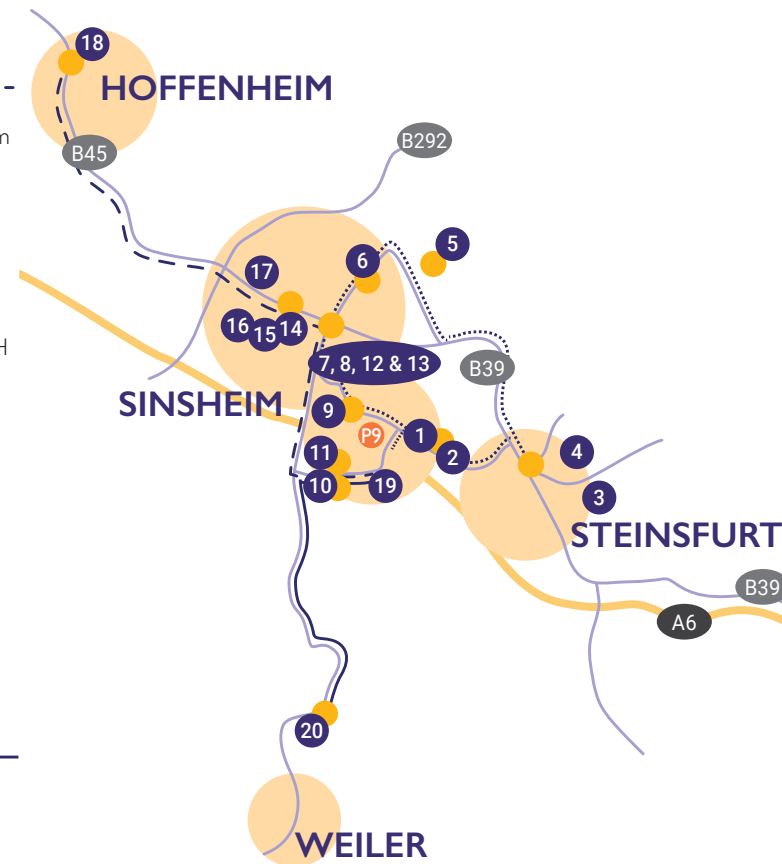 18
-
HOFFENHEIM
m
B292
B45
5
6
17
16
15
14
H
7, 8, 12 & 13
B39
SINSHEIM
9
P9
1
11
2
4
10
19
3
STEINSFURT
B39
A6
20
WEILER